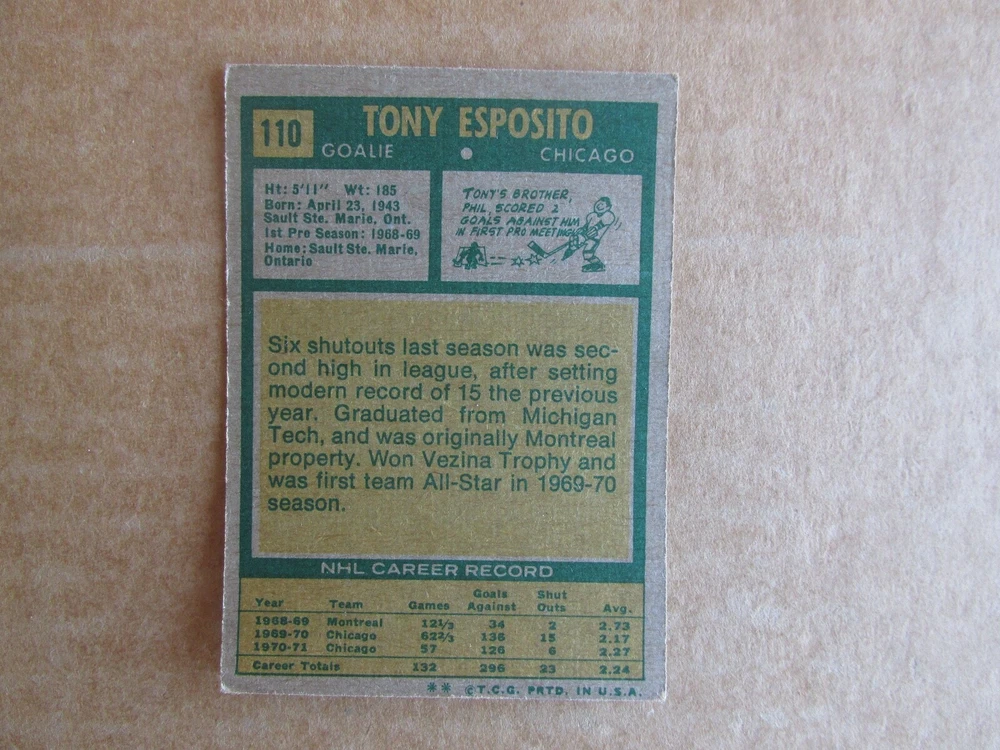 110
TONY ESPOSITO
GOALIE
CHICAGO
Ht: 5'11" Wt: 185
Born: April 23, 1943
Sault Ste. Marie, Ont.
1st Pro Season: 1968-69
Home: Sault Ste. Marie,
Ontario
TONY'S BROTHER,
PHIL, SCORED 2
GOALS AGAINST HIM
IN FIRST PRO MEETING!
Six shutouts last season was sec-
ond high in league, after setting
modern record of 15 the previous
year. Graduated from Michigan
Tech, and was originally Montreal
property. Won Vezina Trophy and
was first team All-Star in 1969-70
season.
NHL CAREER RECORD
Year Team Games Goals Against Shut Outs Avg.
1968-69 Montreal 12 1/3 34 2 2.73
1969-70 Chicago 62 2/3 136 15 2.17
1970-71 Chicago 57 126 6 2.27
Career Totals 132 296 23 2.24
** © T.C.G. PRTD. IN U.S.A.